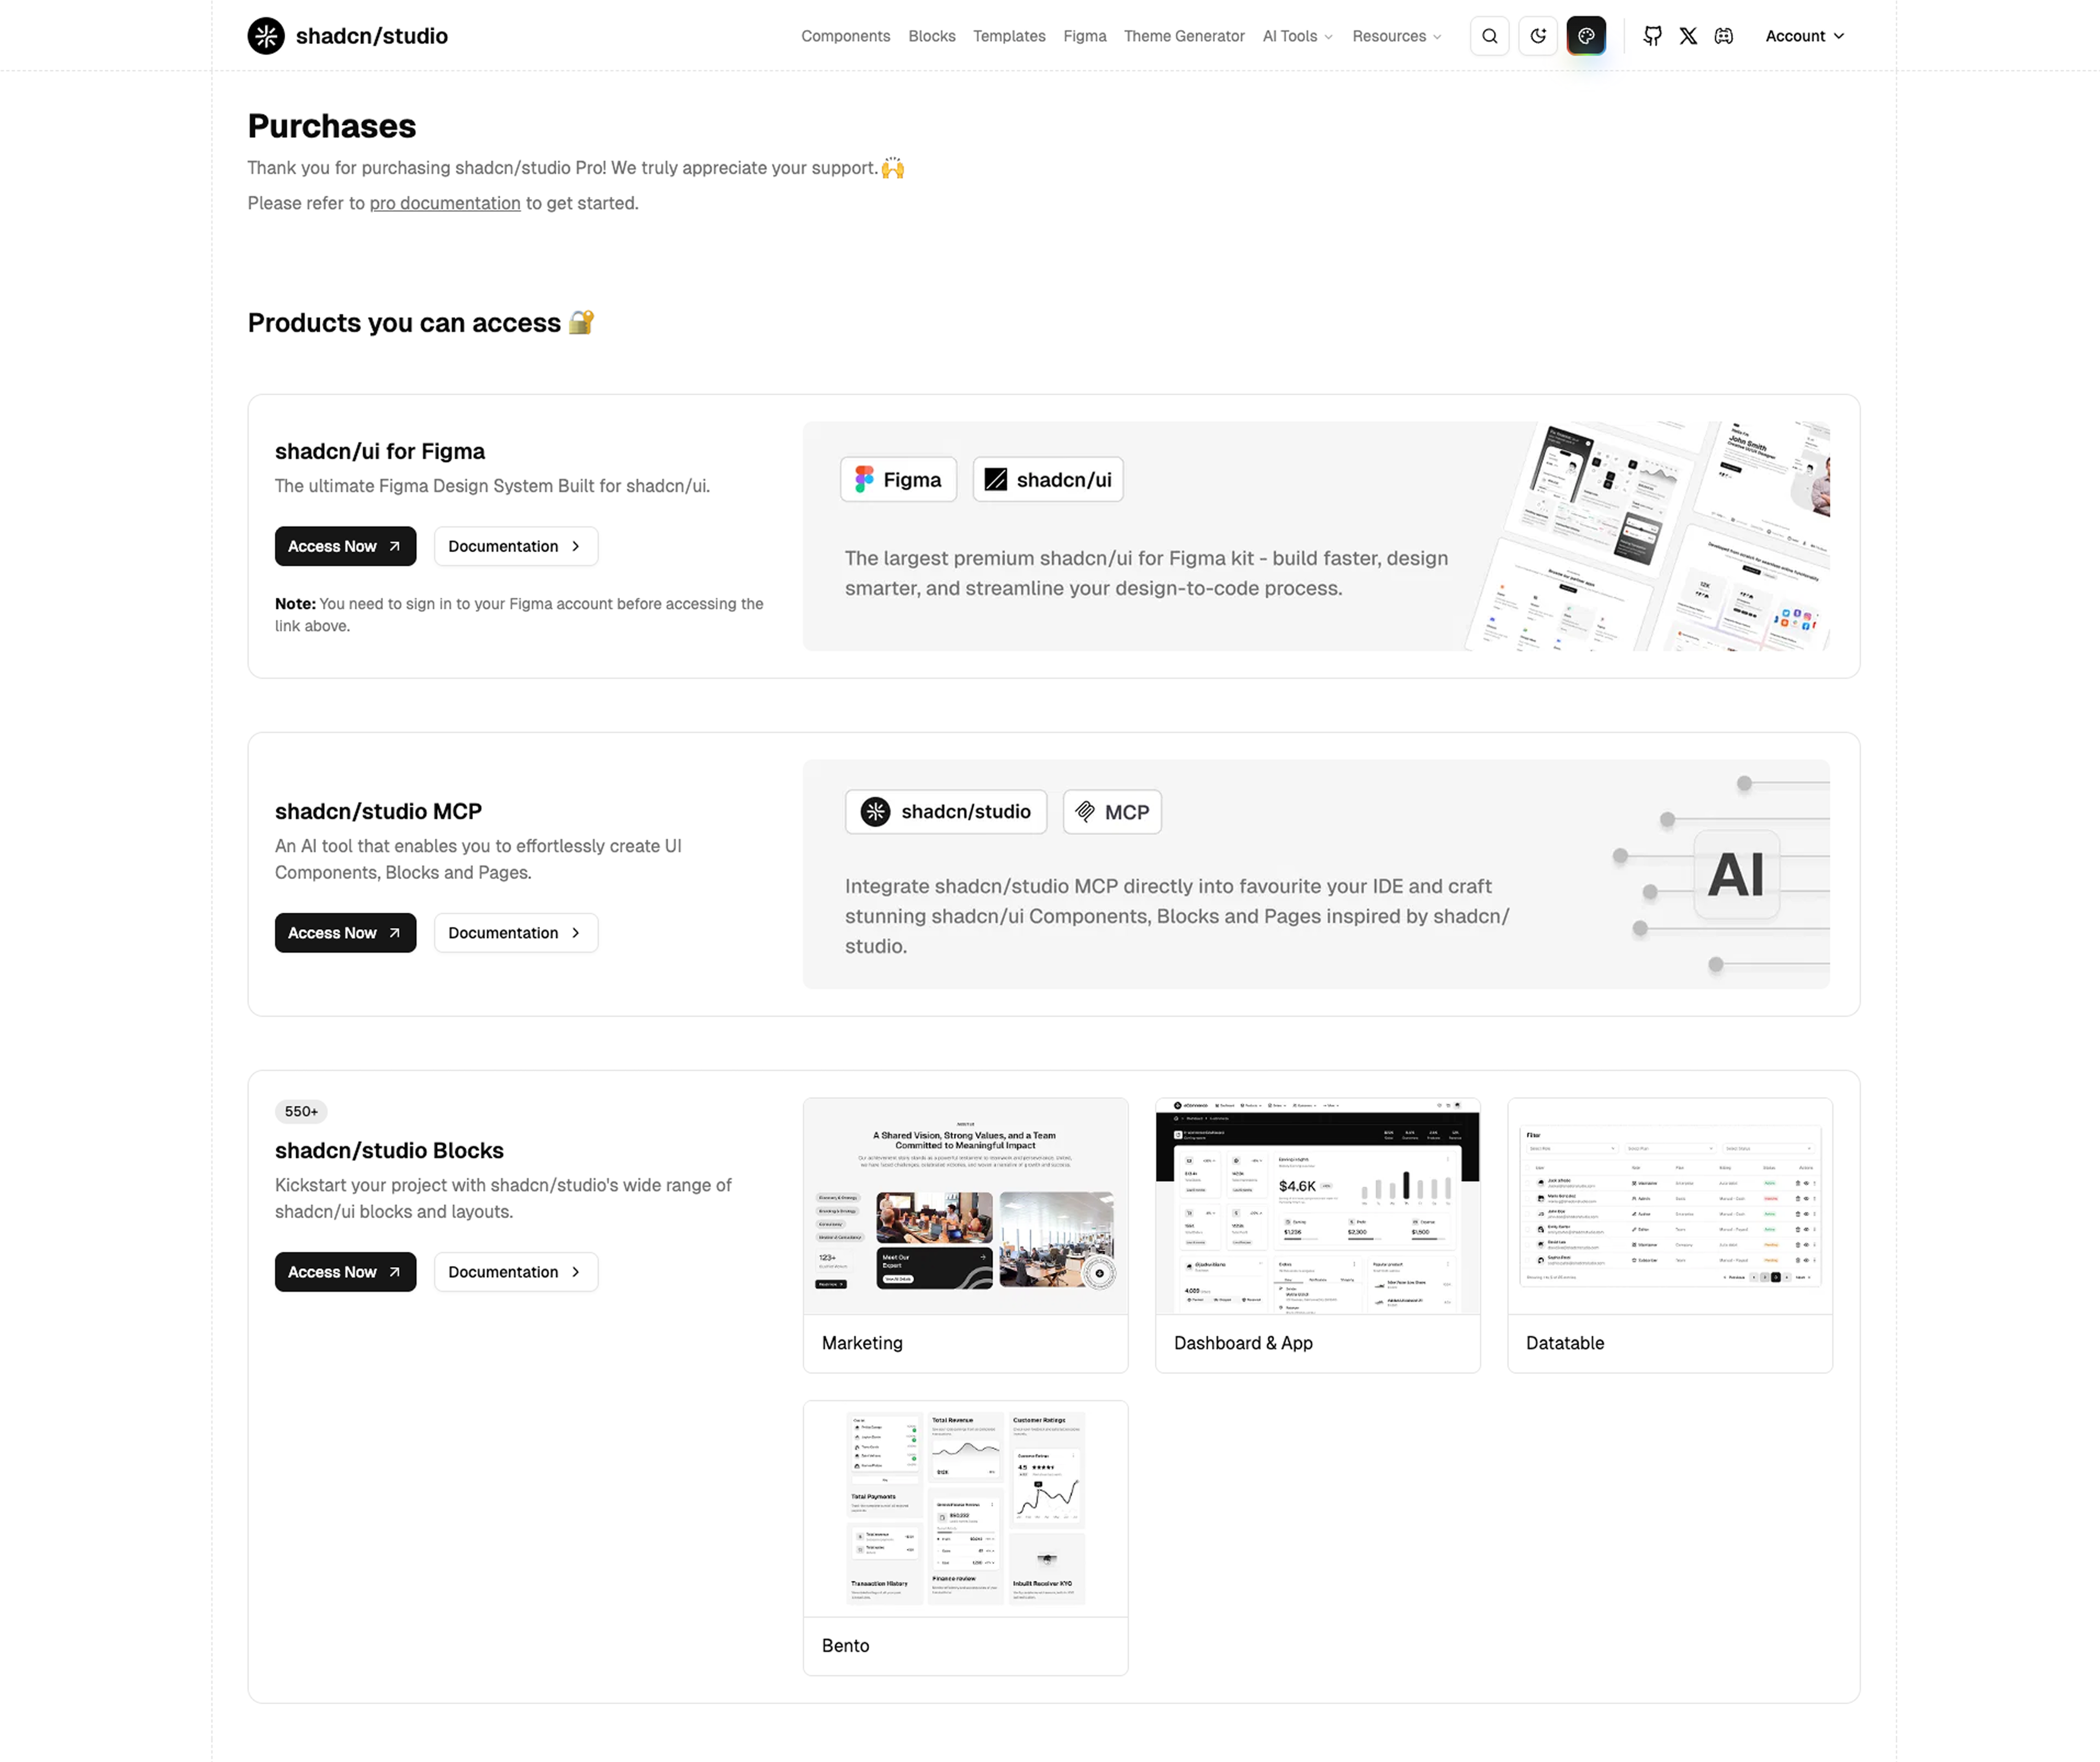 shadcn/studio
Components Blocks Templates Figma Theme Generator AI Tools Resources
Account
Purchases
Thank you for purchasing shadcn/studio Pro! We truly appreciate your support. 🙌
Please refer to pro documentation to get started.
Products you can access 🔐
shadcn/ui for Figma
The ultimate Figma Design System Built for shadcn/ui.
Access Now
Documentation
Note: You need to sign in to your Figma account before accessing the
link above.
Figma
shadcn/ui
The largest premium shadcn/ui for Figma kit - build faster, design
smarter, and streamline your design-to-code process.
John Smith
shadcn/studio MCP
An AI tool that enables you to effortlessly create UI
Components, Blocks and Pages.
Access Now
Documentation
shadcn/studio
MCP
Integrate shadcn/studio MCP directly into favourite your IDE and craft
stunning shadcn/ui Components, Blocks and Pages inspired by shadcn/
studio.
AI
550+
shadcn/studio Blocks
Kickstart your project with shadcn/studio's wide range of
shadcn/ui blocks and layouts.
Access Now
Documentation
A Shared Vision, Strong Values, and a Team
Committed to Meaningful Impact
123+
Meet Our
Expert
Marketing
$4.6K
Dashboard & App
Filter
Datatable
Total Revenue
Customer Ratings
Total Payments
Transaction History
Finance review
Bento